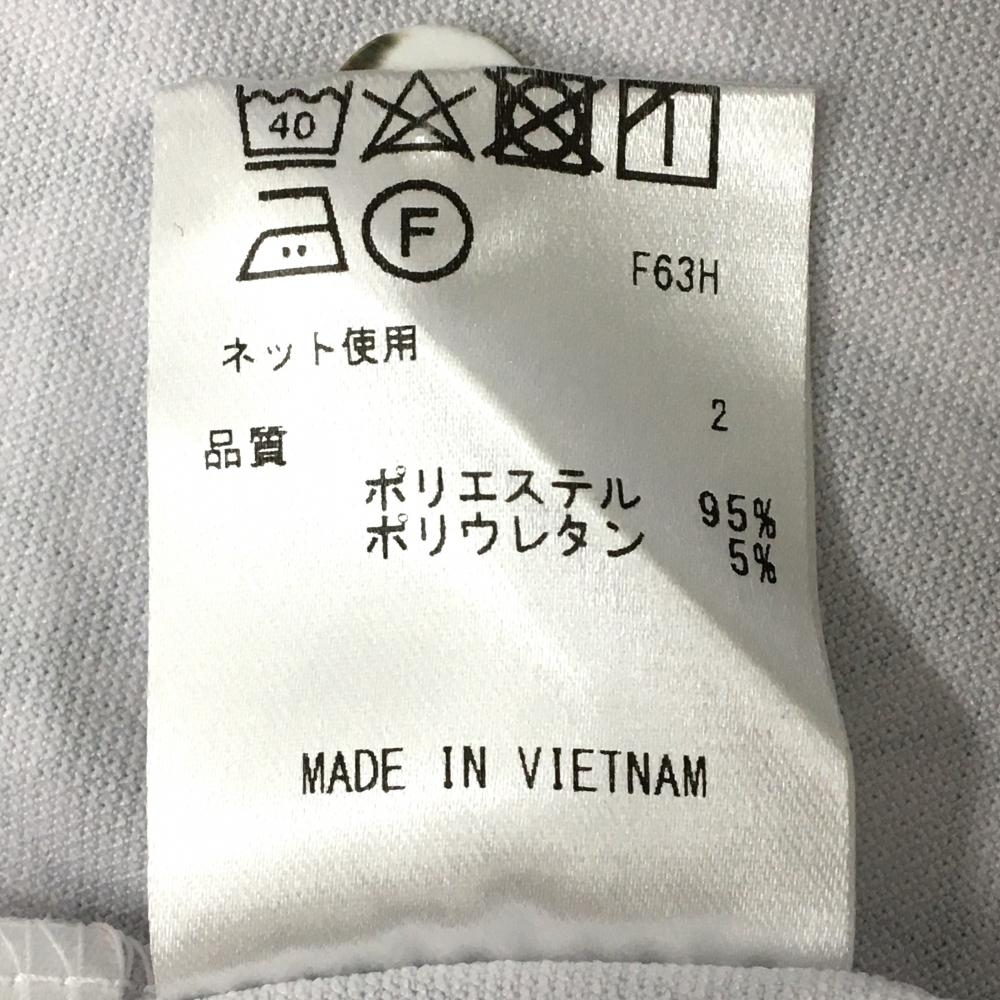 40
F
F63H
ネット使用
2
品質
ポリエステル 95%
ポリウレタン 5%
MADE IN VIETNAM